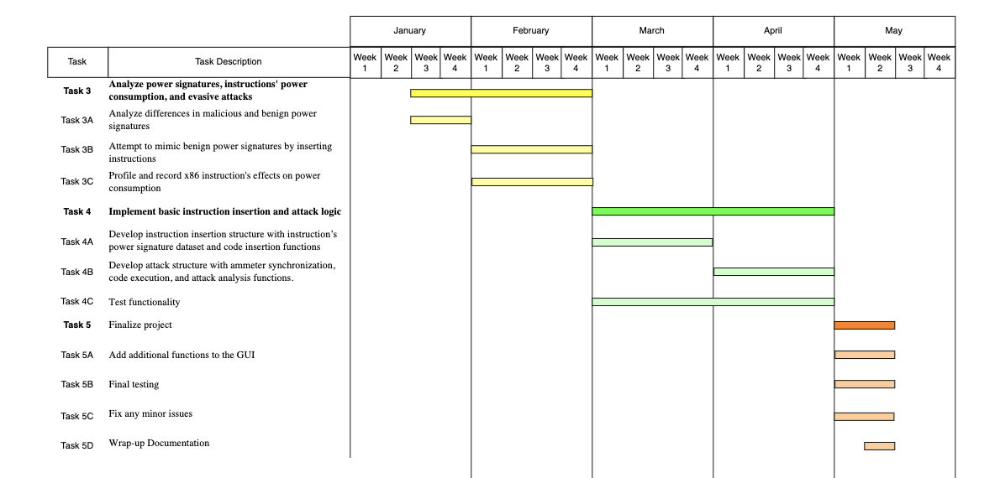 January February March April May
Task Task Description Week 1 Week 2 Week 3 Week 4 Week 1 Week 2 Week 3 Week 4 Week 1 Week 2 Week 3 Week 4 Week 1 Week 2 Week 3 Week 4 Week 1 Week 2 Week 3 Week 4
Task 3 Analyze power signatures, instructions' power
consumption, and evasive attacks
Task 3A Analyze differences in malicious and benign power
signatures
Task 3B Attempt to mimic benign power signatures by inserting
instructions
Task 3C Profile and record x86 instruction's effects on power
consumption
Task 4 Implement basic instruction insertion and attack logic
Task 4A Develop instruction insertion structure with instruction’s
power signature dataset and code insertion functions
Task 4B Develop attack structure with ammeter synchronization,
code execution, and attack analysis functions.
Task 4C Test functionality
Task 5 Finalize project
Task 5A Add additional functions to the GUI
Task 5B Final testing
Task 5C Fix any minor issues
Task 5D Wrap-up Documentation